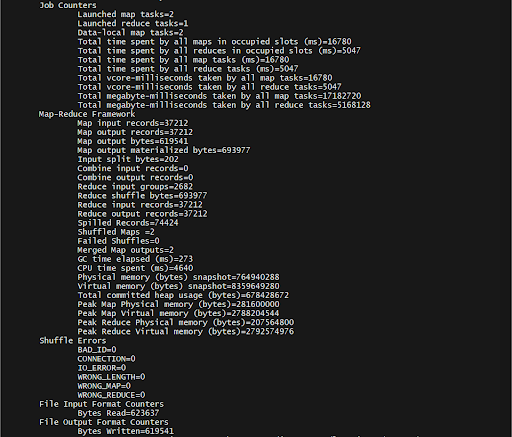 Job Counters
Launched map tasks=2
Launched reduce tasks=1
Data-local map tasks=2
Total time spent by all maps in occupied slots (ms)=16780
Total time spent by all reduces in occupied slots (ms)=5047
Total time spent by all map tasks (ms)=16780
Total time spent by all reduce tasks (ms)=5047
Total vcore-milliseconds taken by all map tasks=16780
Total vcore-milliseconds taken by all reduce tasks=5047
Total megabyte-milliseconds taken by all map tasks=17182720
Total megabyte-milliseconds taken by all reduce tasks=5168128
Map-Reduce Framework
Map input records=37212
Map output records=37212
Map output bytes=619541
Map output materialized bytes=693977
Input split bytes=202
Combine input records=0
Combine output records=0
Reduce input groups=2682
Reduce shuffle bytes=693977
Reduce input records=37212
Reduce output records=37212
Spilled Records=74424
Shuffled Maps =2
Failed Shuffles=0
Merged Map outputs=2
GC time elapsed (ms)=273
CPU time spent (ms)=4640
Physical memory (bytes) snapshot=764940288
Virtual memory (bytes) snapshot=8359649280
Total committed heap usage (bytes)=678428672
Peak Map Physical memory (bytes)=281600000
Peak Map Virtual memory (bytes)=2788204544
Peak Reduce Physical memory (bytes)=207564800
Peak Reduce Virtual memory (bytes)=2792574976
Shuffle Errors
BAD_ID=0
CONNECTION=0
IO_ERROR=0
WRONG_LENGTH=0
WRONG_MAP=0
WRONG_REDUCE=0
File Input Format Counters
Bytes Read=623637
File Output Format Counters
Bytes Written=619541